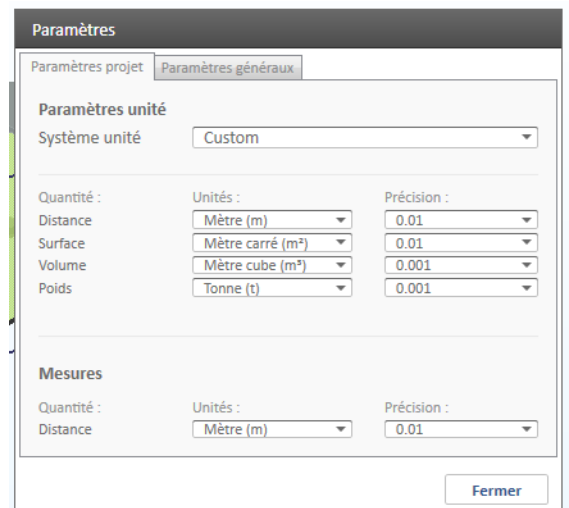 Paramètres
Paramètres projet Paramètres généraux
Paramètres unité
Système unité Custom
Quantité : Unités : Précision :
Distance Mètre (m) 0.01
Surface Mètre carré (m²) 0.01
Volume Mètre cube (m³) 0.001
Poids Tonne (t) 0.001
Mesures
Quantité : Unités : Précision :
Distance Mètre (m) 0.01
Fermer